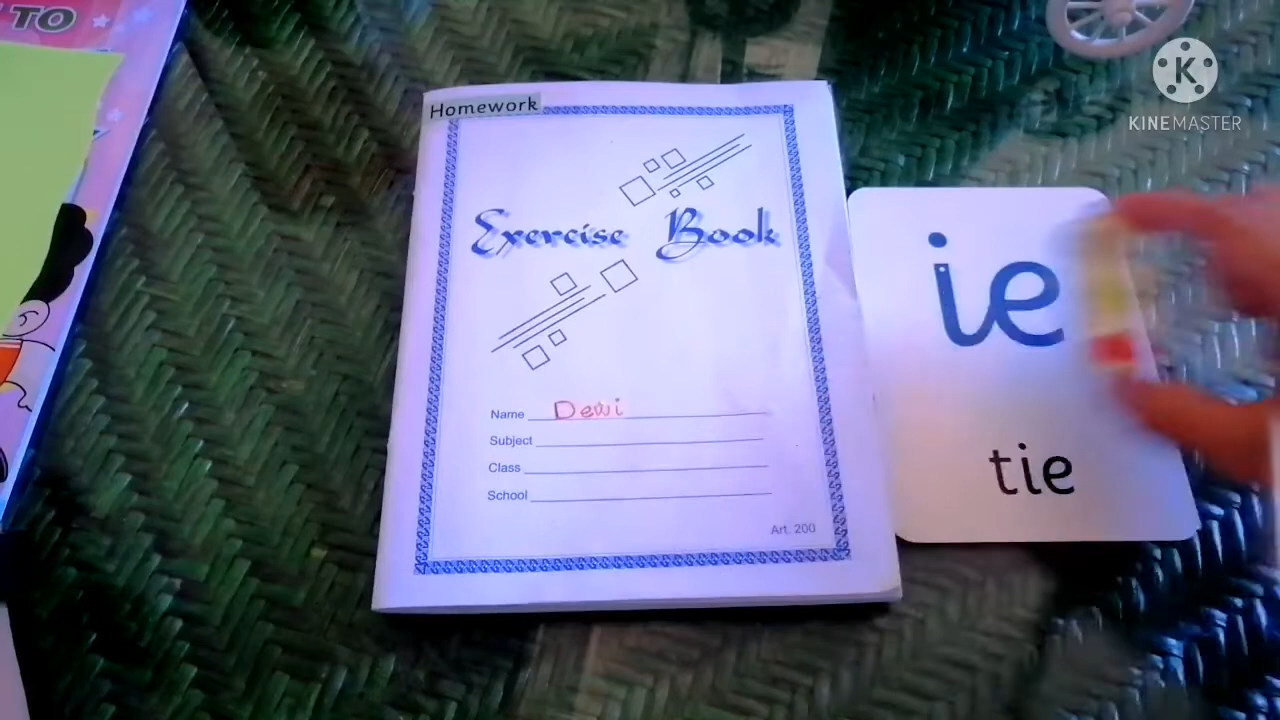 TO
Homework
Exercise Book
Name Dewi
Subject
Class
School
Art. 200
ie
tie
KINEMASTER